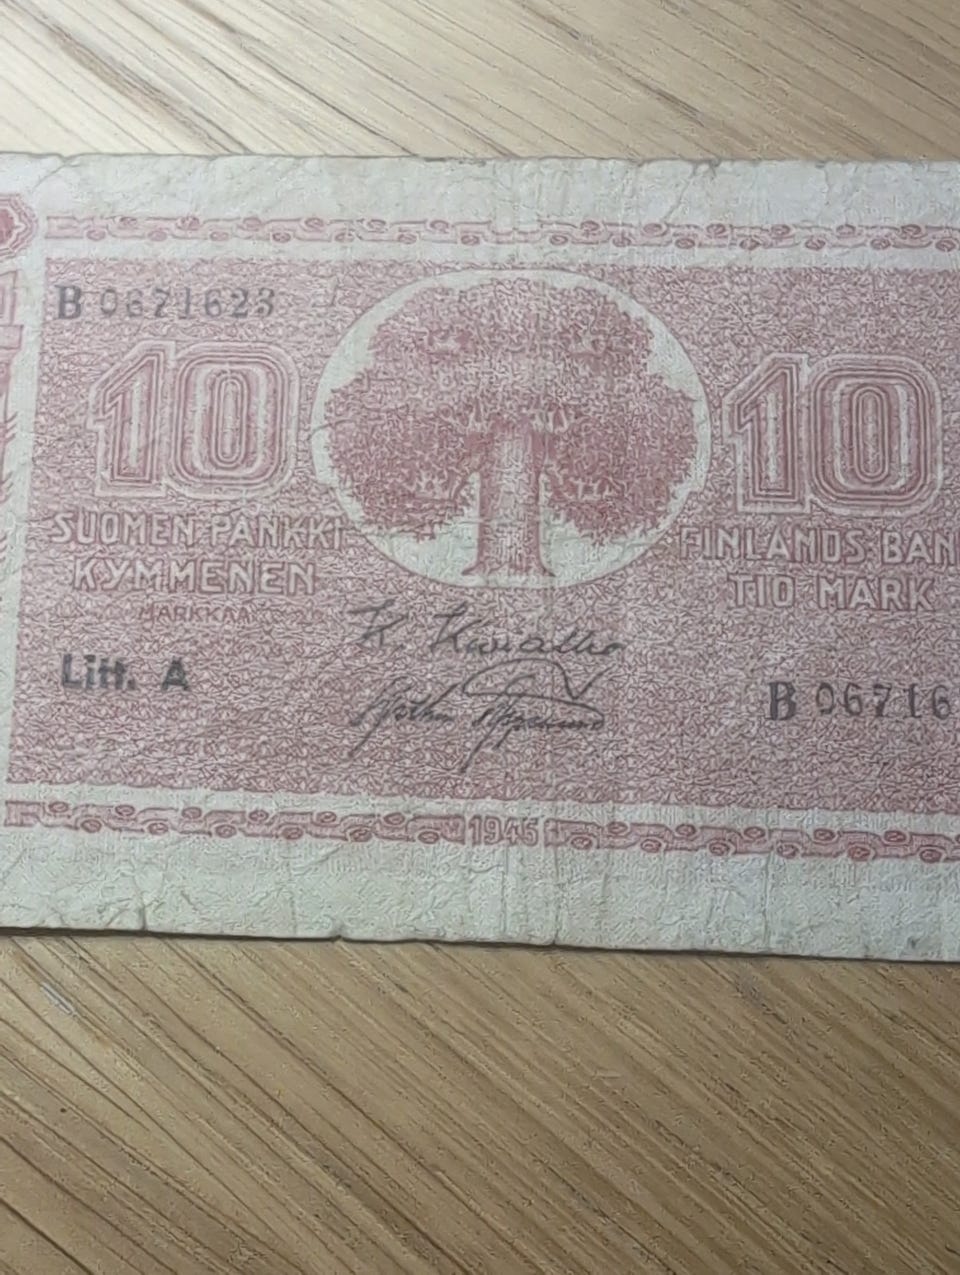 B 0671623
10 10
SUOMEN PANKKI
KYMMENEN
MARKKAA
FINLANDS BAN
TIO MARK
Litt. A
B 06716
1945